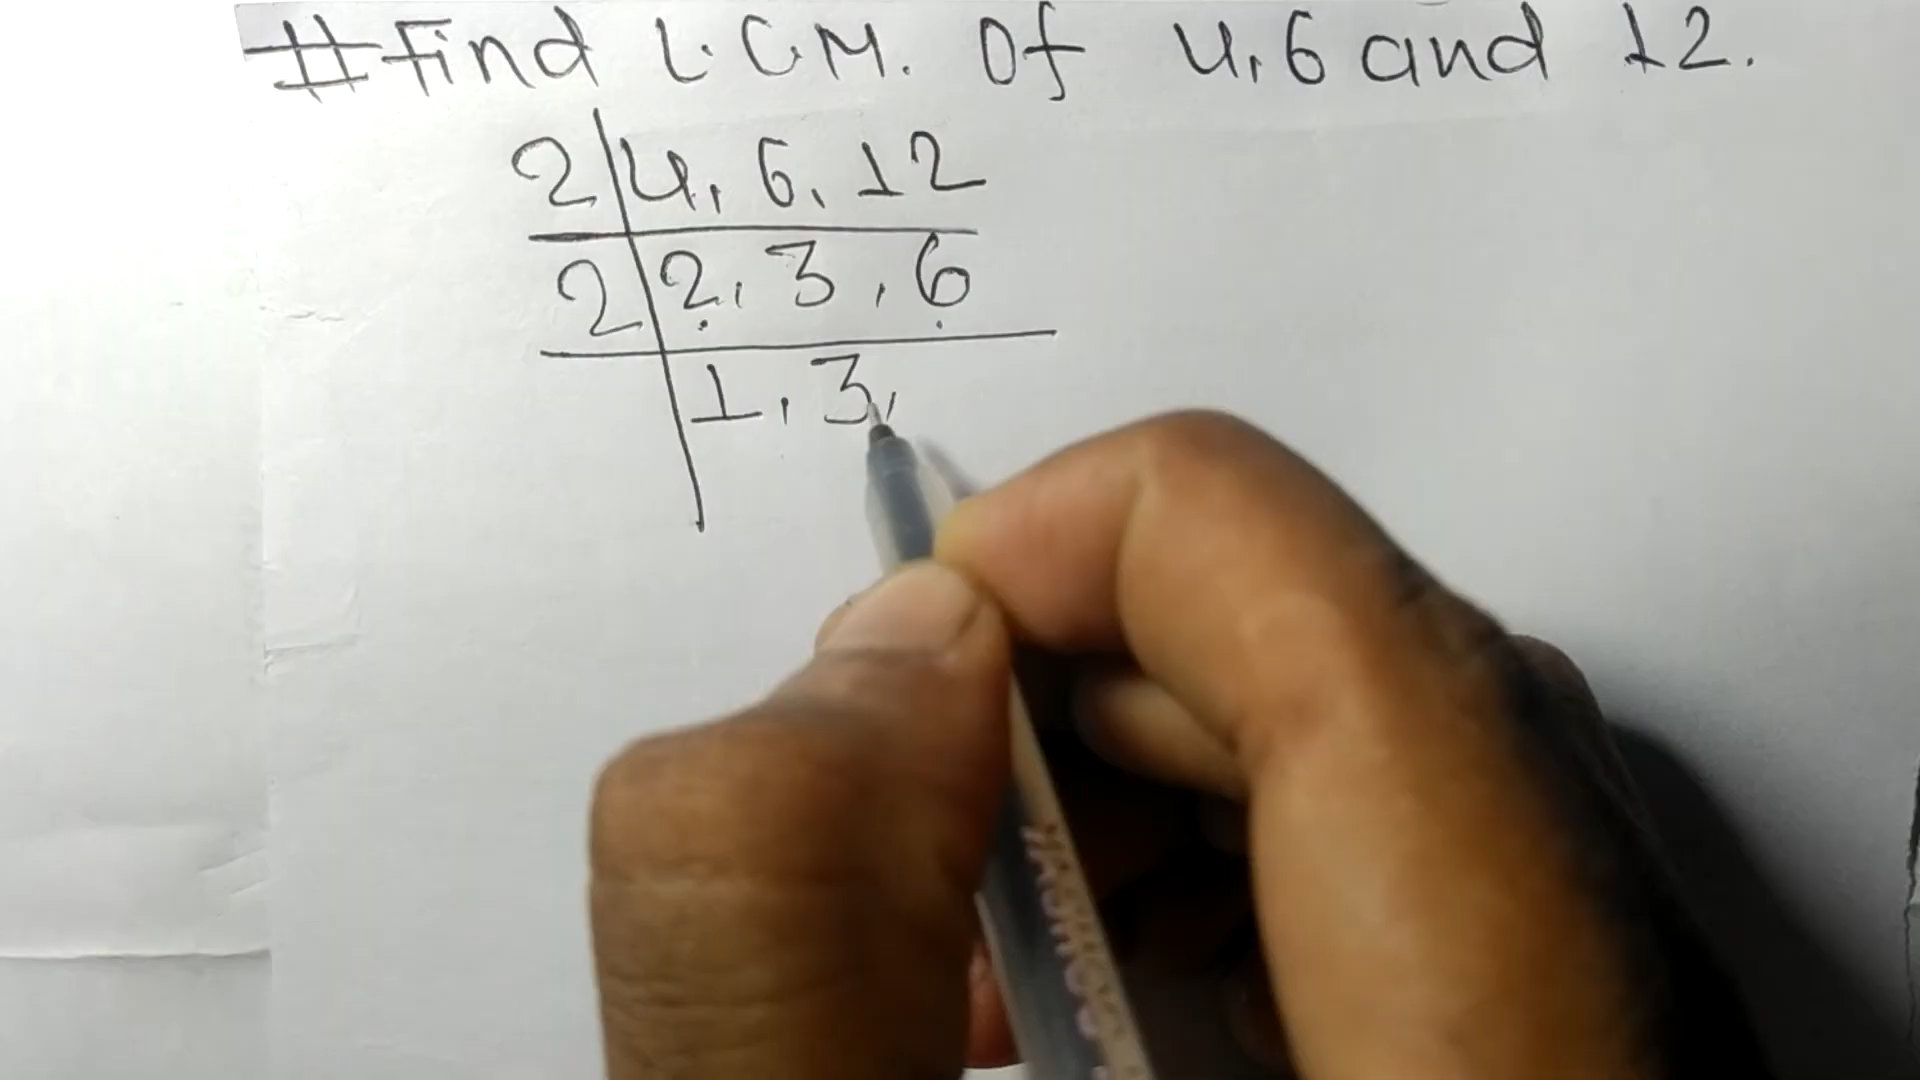 #Find L.C.M. Of 4,6 and 12.
2|4, 6, 12
2|2, 3, 6
1, 3,